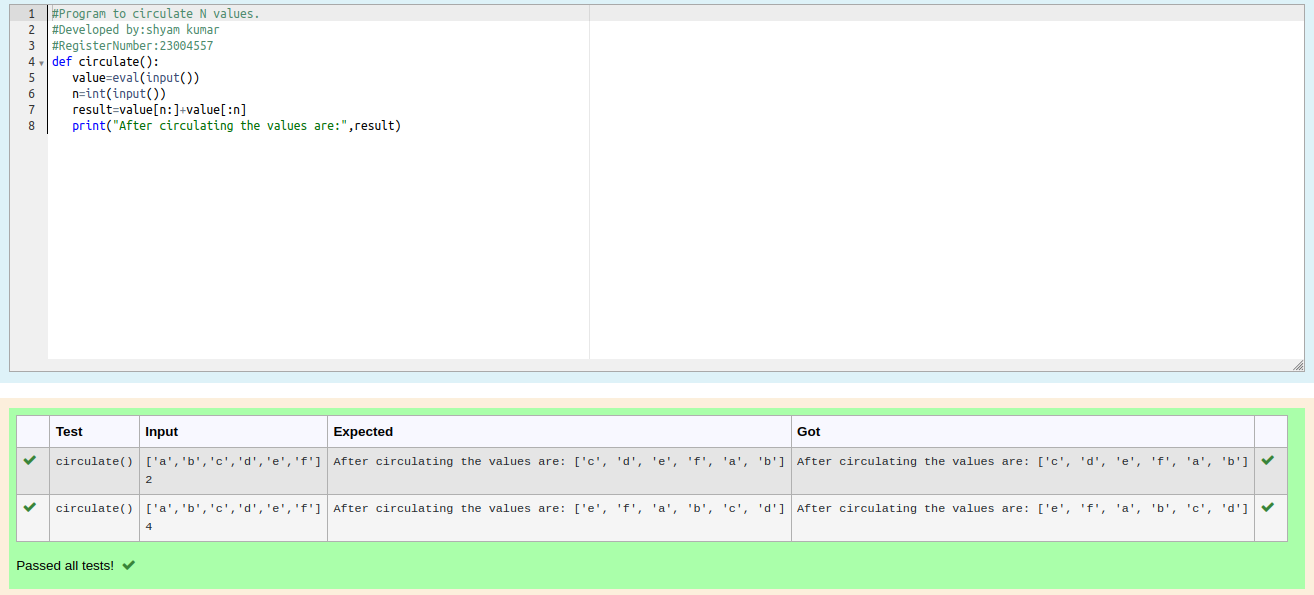 1 #Program to circulate N values.
2 #Developed by:shyam kumar
3 #RegisterNumber:23004557
4 def circulate():
5 value=eval(input())
6 n=int(input())
7 result=value[n:]+value[:n]
8 print("After circulating the values are:",result)
Test Input Expected Got
circulate() ['a','b','c','d','e','f'] After circulating the values are: ['c', 'd', 'e', 'f', 'a', 'b'] After circulating the values are: ['c', 'd', 'e', 'f', 'a', 'b']
2
circulate() ['a','b','c','d','e','f'] After circulating the values are: ['e', 'f', 'a', 'b', 'c', 'd'] After circulating the values are: ['e', 'f', 'a', 'b', 'c', 'd']
4
Passed all tests!